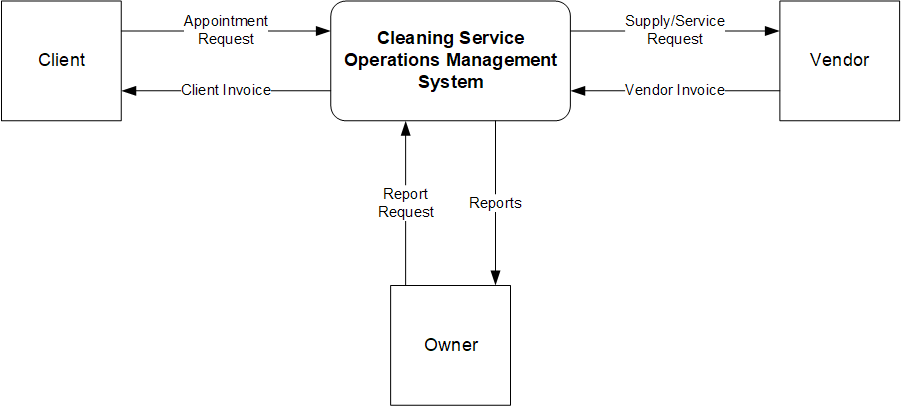 Client
Appointment
Request
Client Invoice
Cleaning Service
Operations Management
System
Supply/Service
Request
Vendor Invoice
Vendor
Report
Request
Reports
Owner